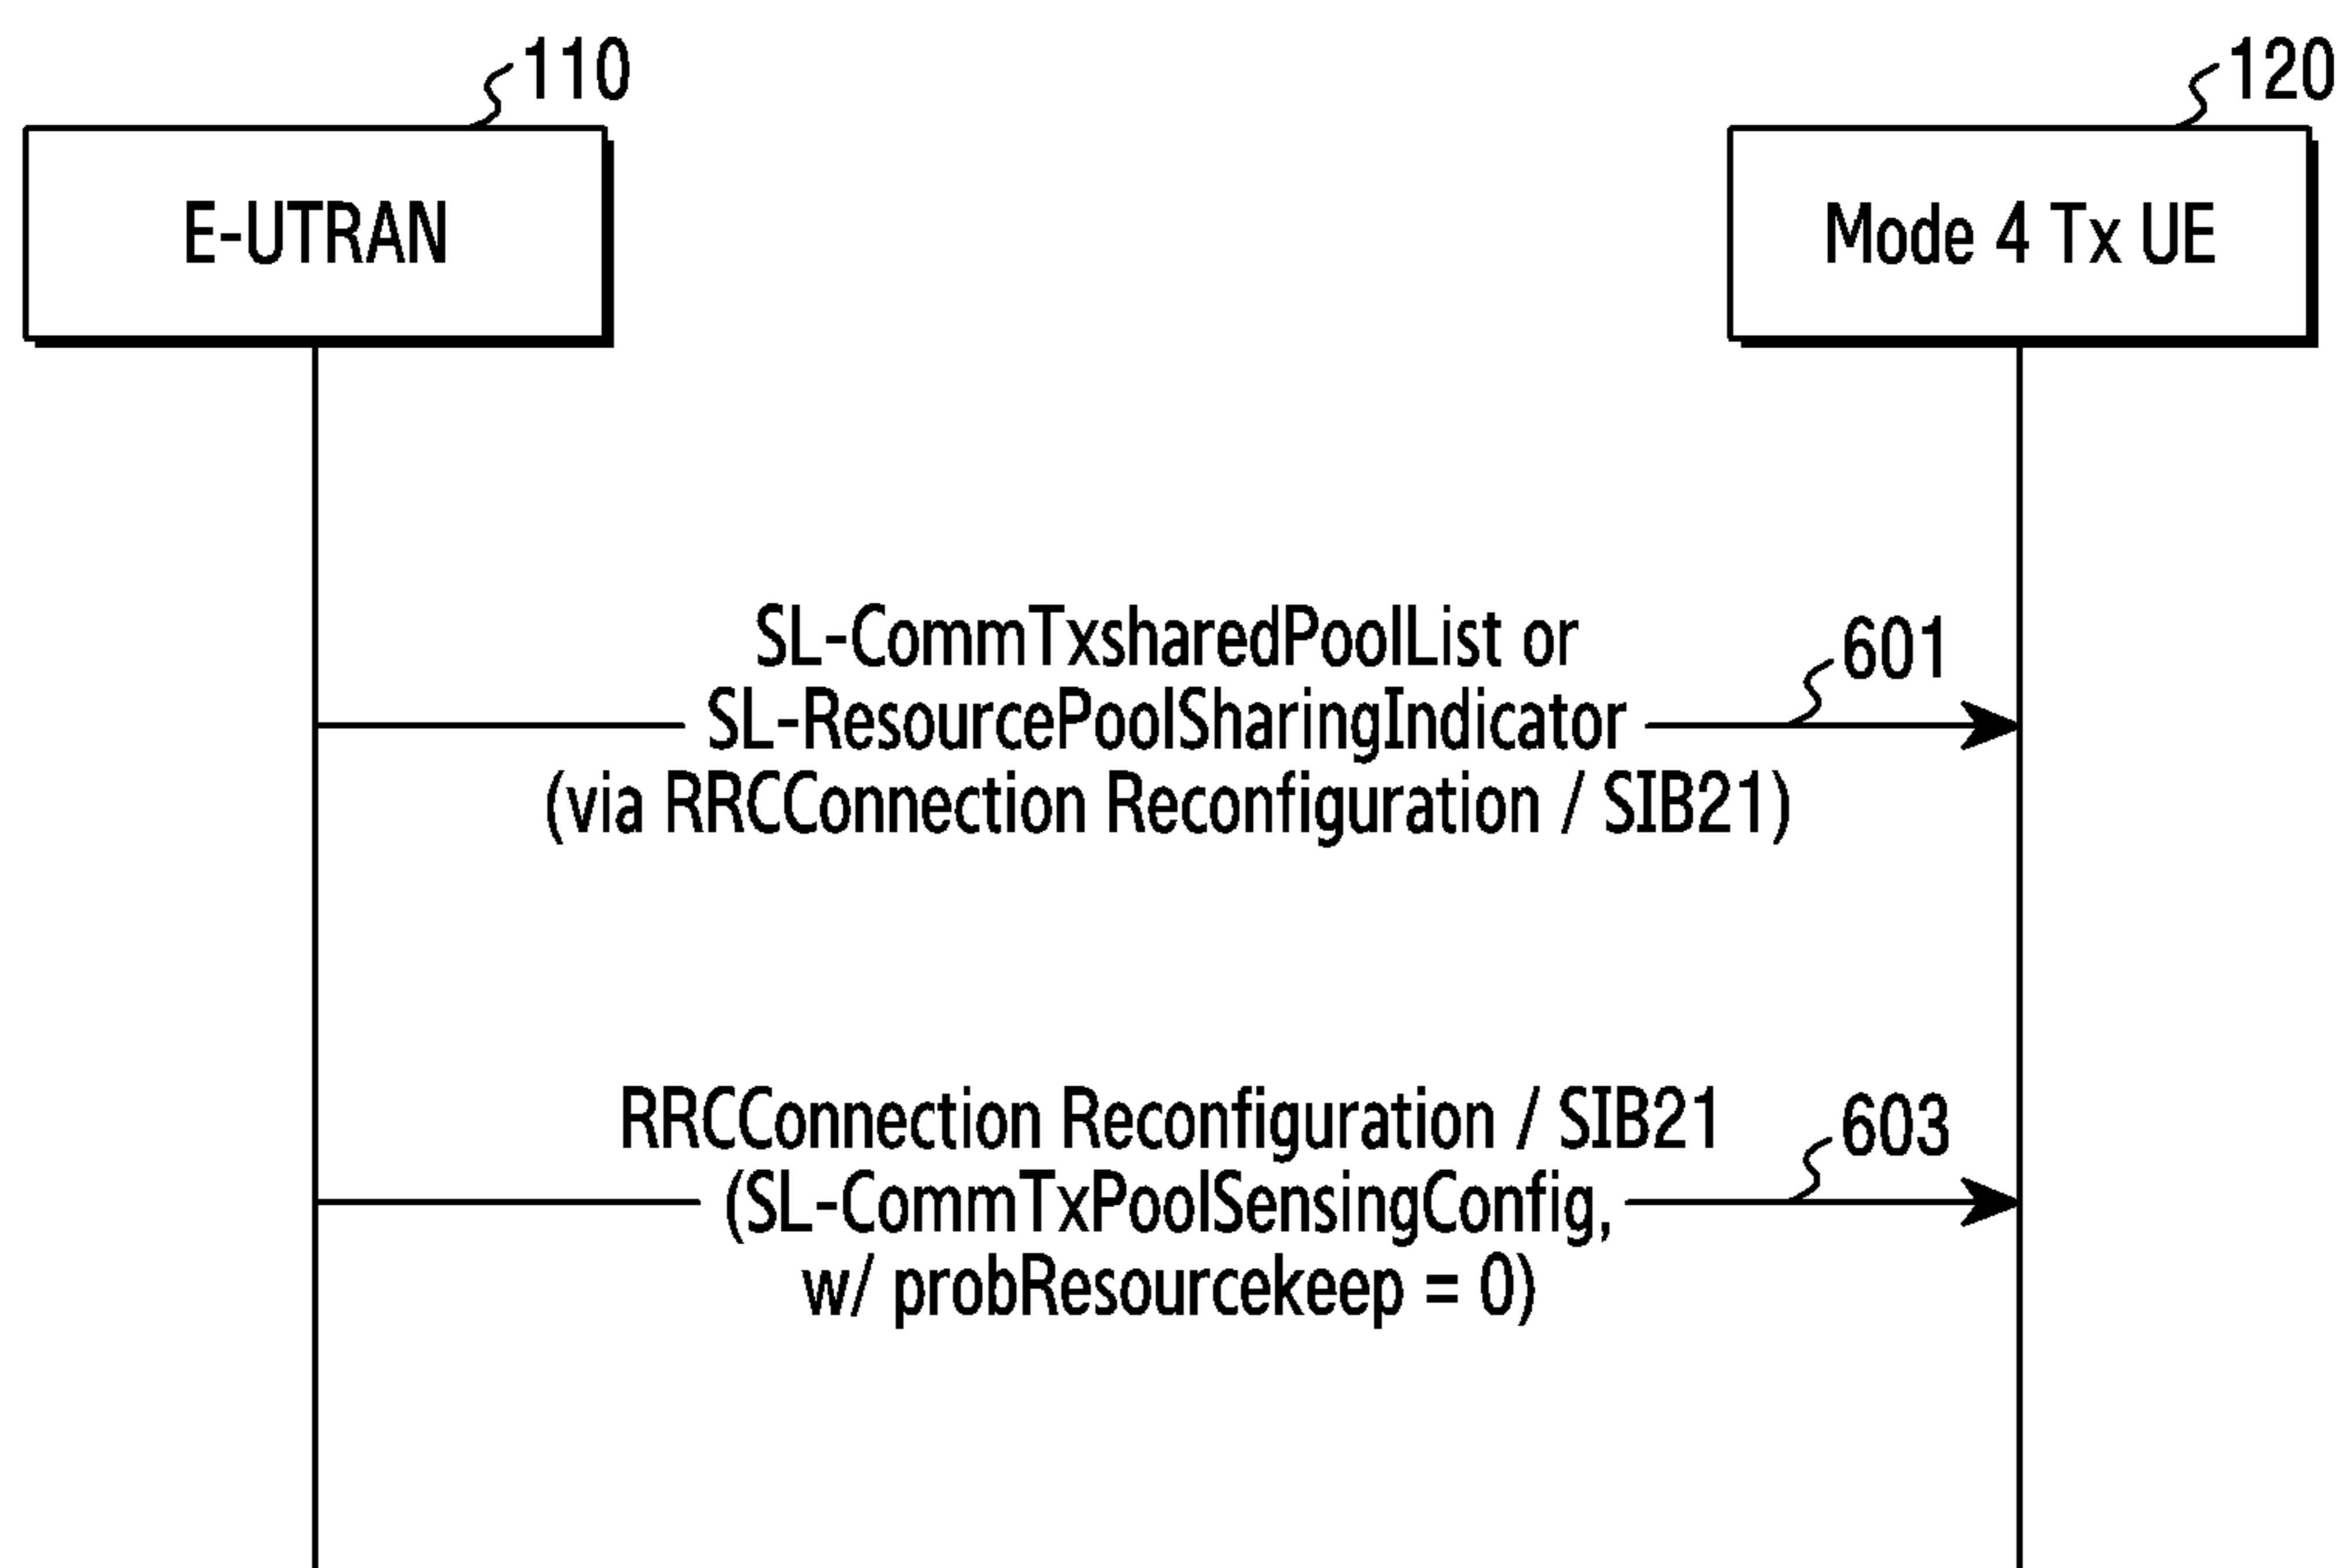 110
120
E-UTRAN
Mode 4 Tx UE
SL-CommTxsharedPoolList or
601
SL-ResourcePoolSharingIndicator
(via RRCConnection Reconfiguration / SIB21)
RRCConnection Reconfiguration / SIB21
603
(SL-CommTxPoolSensingConfig,
w/ probResourcekeep = 0)